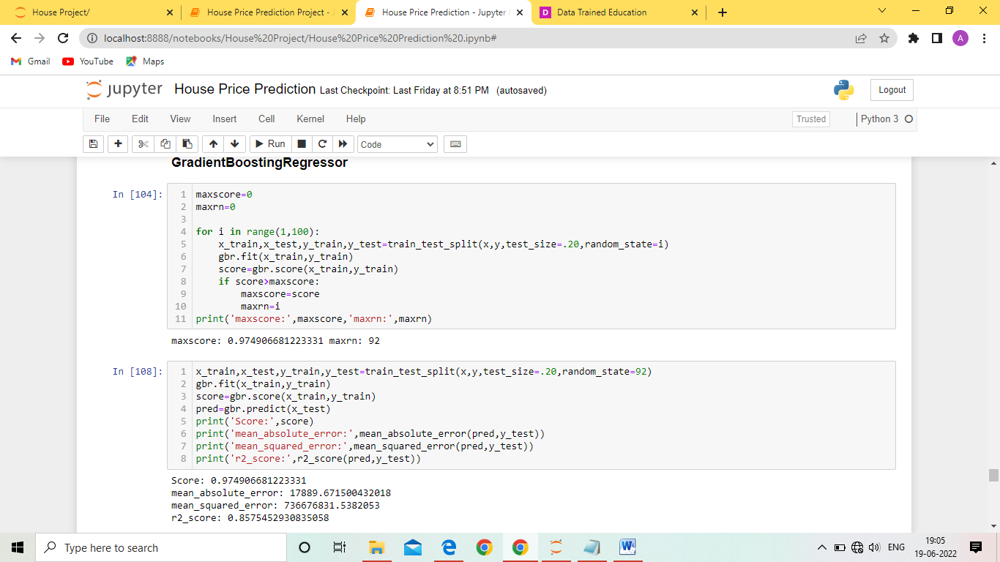 House Project/
House Price Prediction Project - J
House Price Prediction - Jupyter
D Data Trained Education
localhost:8888/notebooks/House%20Project/House%20Price%20Prediction%20.ipynb#
A
Gmail YouTube Maps
jupyter House Price Prediction Last Checkpoint: Last Friday at 8:51 PM (autosaved)
Logout
File Edit View Insert Cell Kernel Help
Trusted Python 3
Run Code
GradientBoostingRegressor
In [104]:
1 maxscore=0
2 maxrn=0
3
4 for i in range(1,100):
5 x_train,x_test,y_train,y_test=train_test_split(x,y,test_size=.20,random_state=i)
6 gbr.fit(x_train,y_train)
7 score=gbr.score(x_train,y_train)
8 if score>maxscore:
9 maxscore=score
10 maxrn=i
11 print('maxscore:',maxscore,'maxrn:',maxrn)
maxscore: 0.974906681223331 maxrn: 92
In [108]:
1 x_train,x_test,y_train,y_test=train_test_split(x,y,test_size=.20,random_state=92)
2 gbr.fit(x_train,y_train)
3 score=gbr.score(x_train,y_train)
4 pred=gbr.predict(x_test)
5 print('Score:',score)
6 print('mean_absolute_error:',mean_absolute_error(pred,y_test))
7 print('mean_squared_error:',mean_squared_error(pred,y_test))
8 print('r2_score:',r2_score(pred,y_test))
Score: 0.974906681223331
mean_absolute_error: 17889.671500432018
mean_squared_error: 736676831.5382053
r2_score: 0.8575452930835058
Type here to search
W
ENG
19:05
19-06-2022